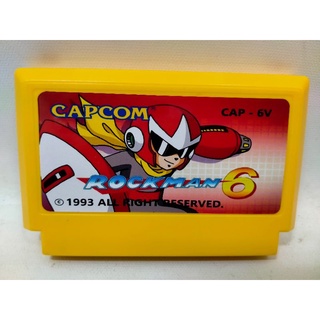 CAPCOM
CAP - 6V
ROCKMAN 6
© 1993 ALL RIGHT RESERVED.